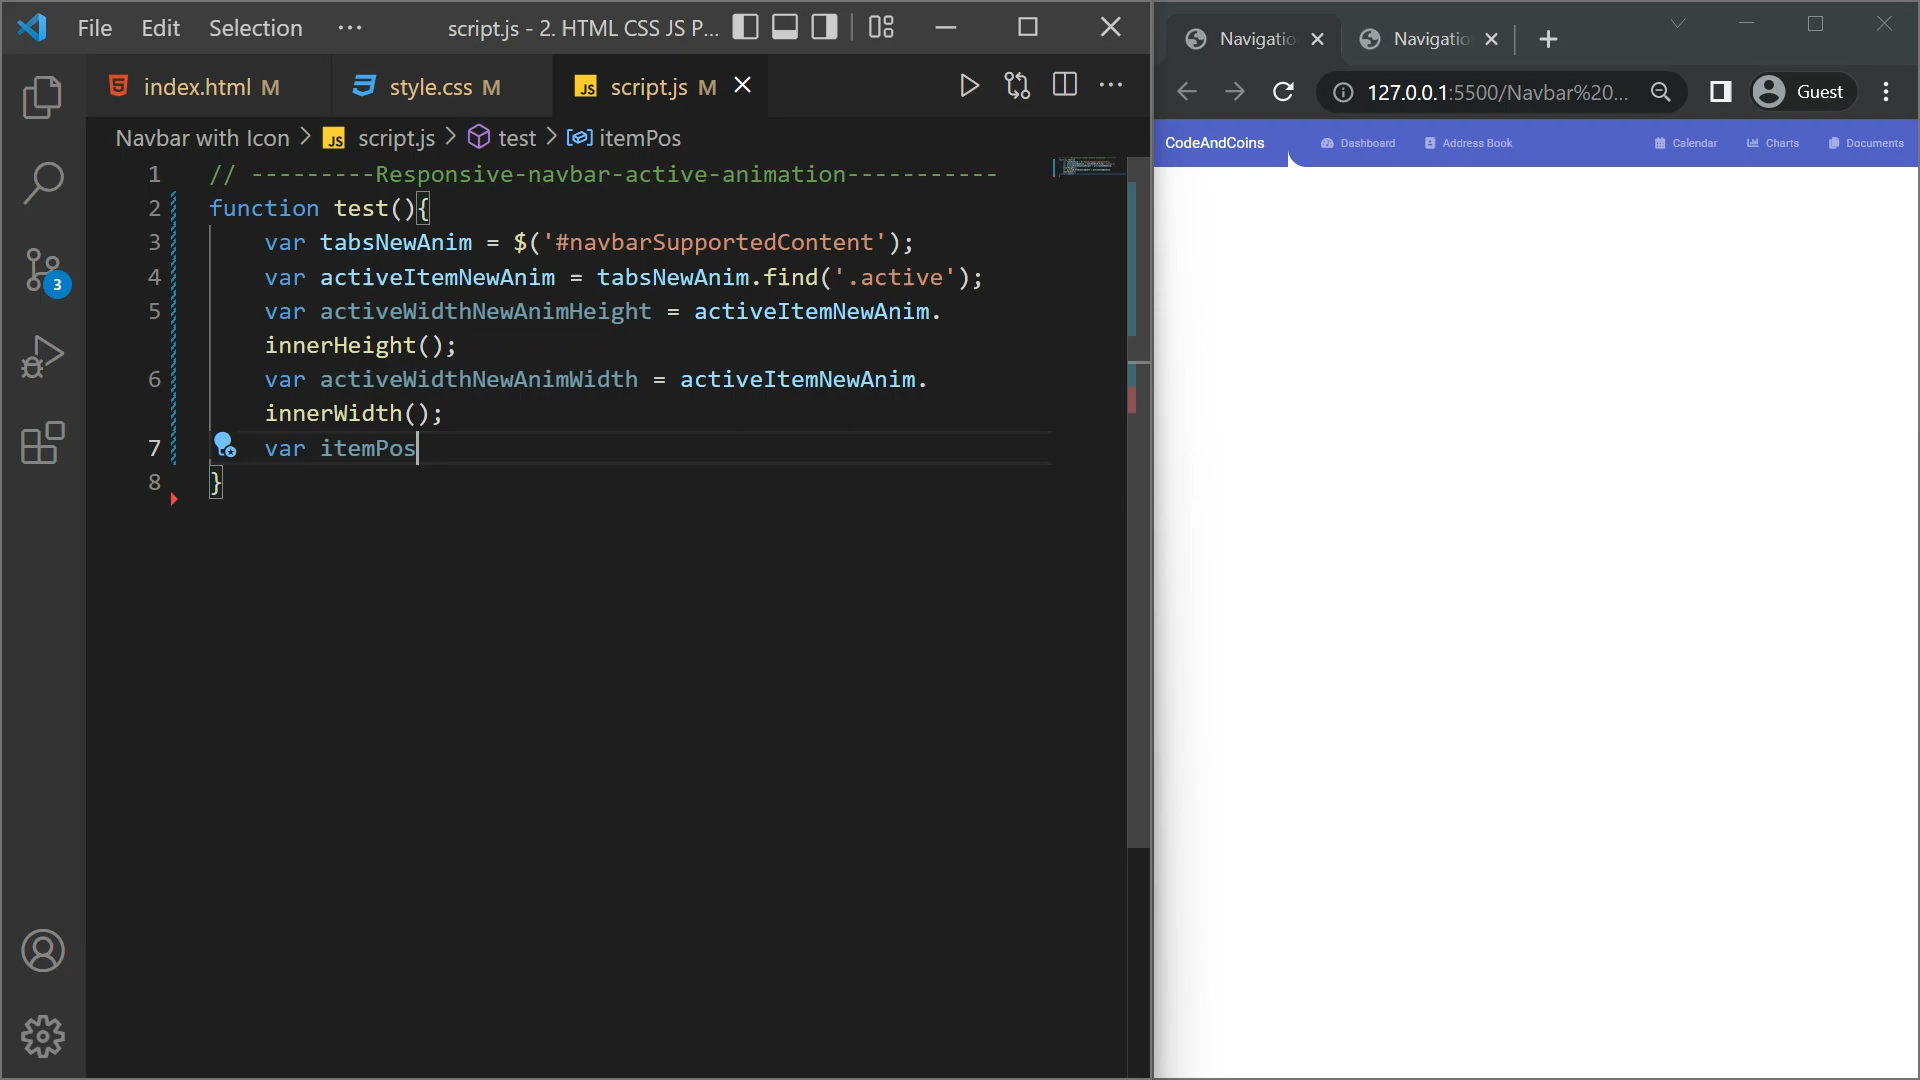 File Edit Selection ··· script.js - 2. HTML CSS JS P...
index.html M style.css M JS script.js M
Navbar with Icon > JS script.js > test > itemPos
1 // ---------Responsive-navbar-active-animation-----------
2 function test(){
3 var tabsNewAnim = $('#navbarSupportedContent');
4 var activeItemNewAnim = tabsNewAnim.find('.active');
5 var activeWidthNewAnimHeight = activeItemNewAnim.
innerHeight();
6 var activeWidthNewAnimWidth = activeItemNewAnim.
innerWidth();
7 var itemPos
8 }
3
Navigatio Navigatio
127.0.0.1:5500/Navbar%20... Guest
CodeAndCoins Dashboard Address Book Calendar Charts Documents